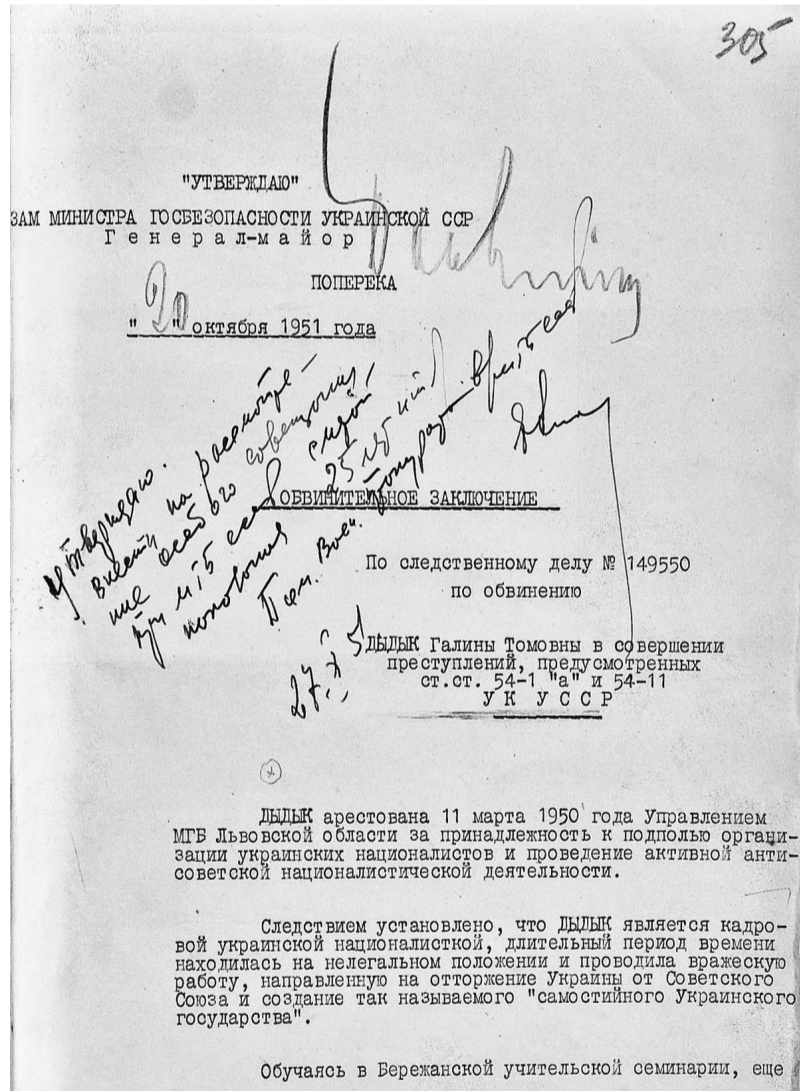 305
"УТВЕРЖДАЮ"
ЗАМ МИНИСТРА ГОСБЕЗОПАСНОСТИ УКРАИНСКОЙ ССР
Генерал-майор
ПОПЕРЕКА
"20" октября 1951 года
Утверждаю.
внести на рассмотре-
ние особого совещания
при МГБ СССР
25 лет
Пом. Воен. прокурора
27 X 51
ОБВИНИТЕЛЬНОЕ ЗАКЛЮЧЕНИЕ
По следственному делу № 149550
по обвинению
ДЫДЫК Галины Томовны в совершении
преступлений, предусмотренных
ст.ст. 54-1 "а" и 54-11
УК УССР
ДЫДЫК арестована 11 марта 1950 года Управлением
МГБ Львовской области за принадлежность к подполью органи-
зации украинских националистов и проведение активной анти-
советской националистической деятельности.
Следствием установлено, что ДЫДЫК является кадро-
вой украинской националисткой, длительный период времени
находилась на нелегальном положении и проводила вражескую
работу, направленную на отторжение Украины от Советского
Союза и создание так называемого "самостийного Украинского
государства".
Обучаясь в Бережанской учительской семинарии, еще